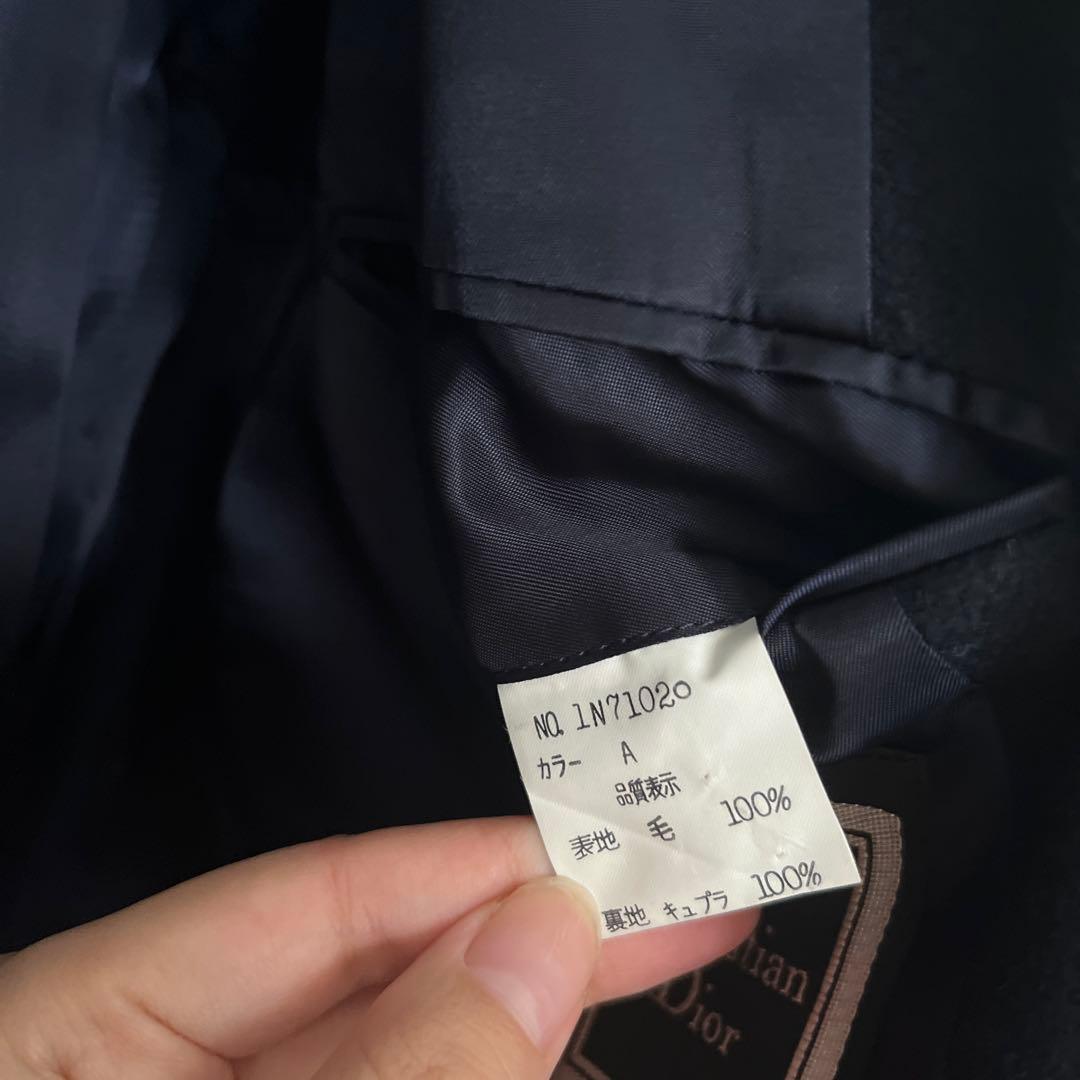 NO. 1N71020
カラー A
品質表示
表地 毛 100%
裏地 キュプラ 100%
Dior